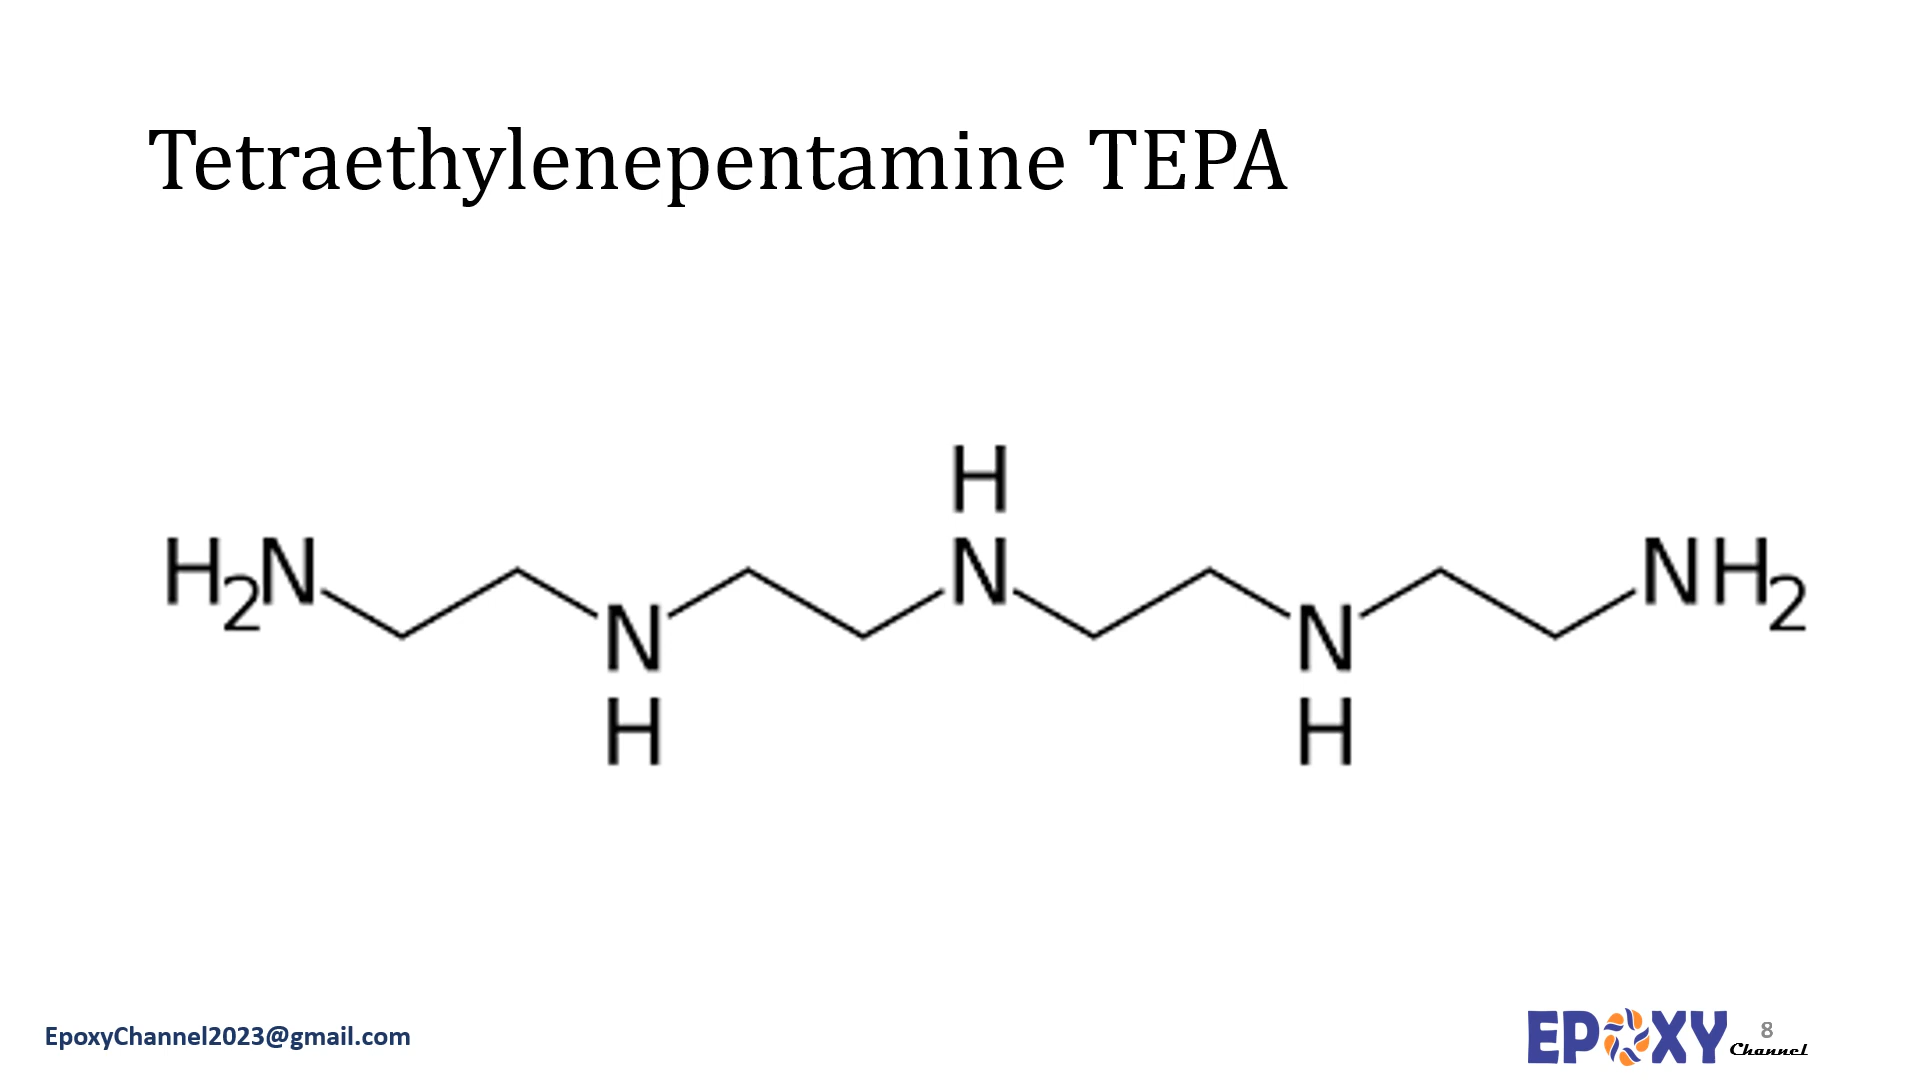 Tetraethylenepentamine TEPA
H
H2N N NH2
N N
H H
EpoxyChannel2023@gmail.com
EPOXY Channel
8